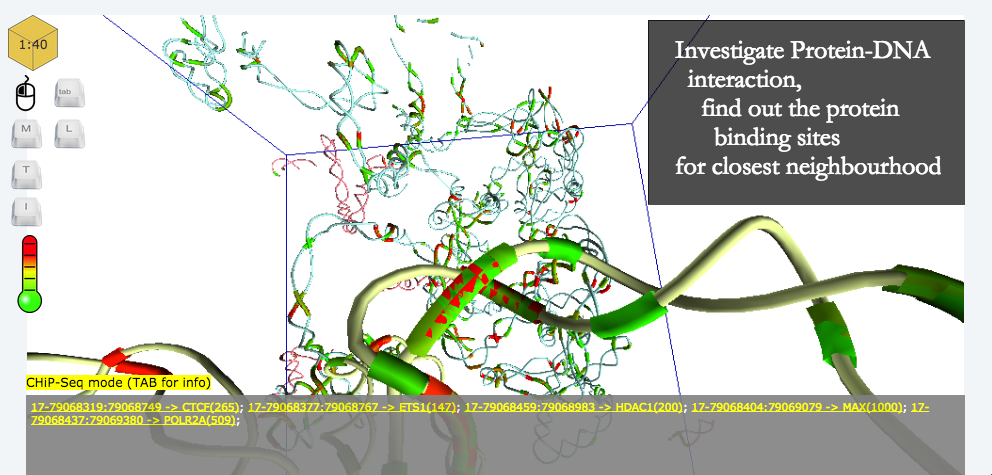 1:40
tab
M
L
T
I
Investigate Protein-DNA
interaction,
find out the protein
binding sites
for closest neighbourhood
CHiP-Seq mode (TAB for info)
17-79068319:79068749 -> CTCF(265); 17-79068377:79068767 -> ETS1(147); 17-79068459:79068983 -> HDAC1(200); 17-79068404:79069079 -> MAX(1000); 17-
79068437:79069380 -> POLR2A(509);